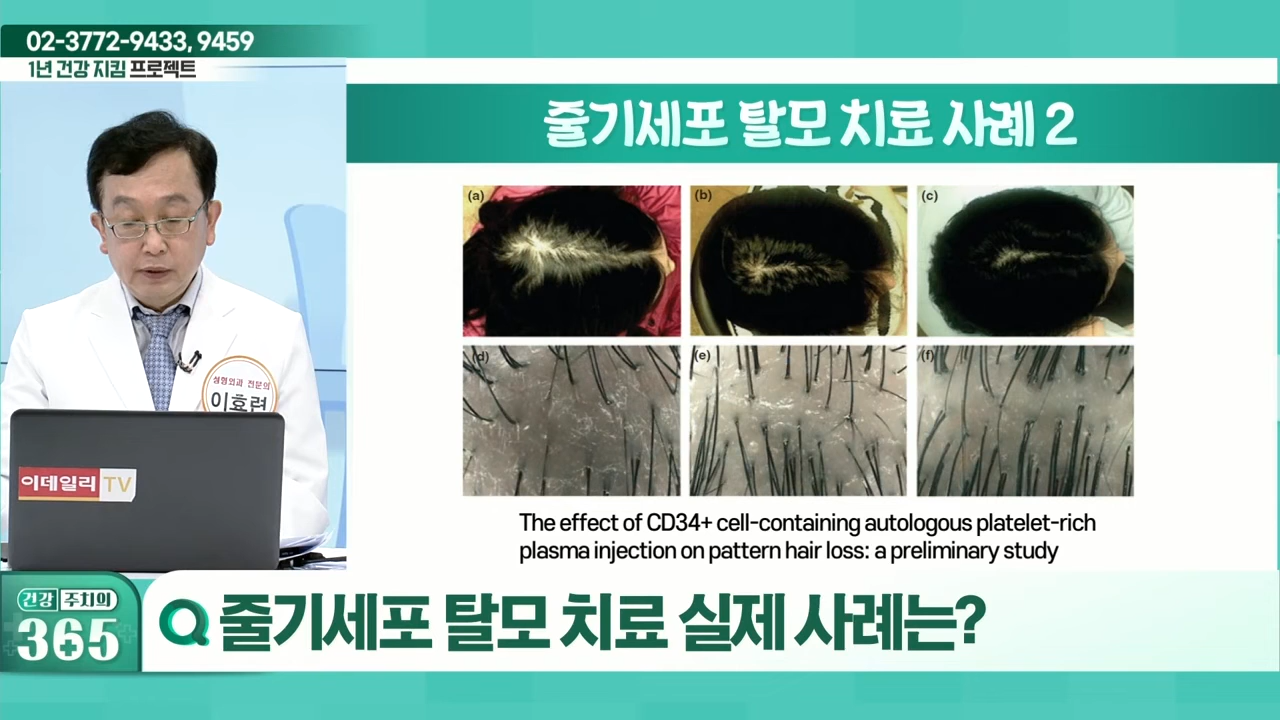 02-3772-9433, 9459
1년 건강 지킴 프로젝트
줄기세포 탈모 치료 사례 2
(a)
(b)
(c)
(d)
(e)
(f)
성형외과 전문의
이효련
이데일리 TV
The effect of CD34+ cell-containing autologous platelet-rich
plasma injection on pattern hair loss: a preliminary study
건강 주치의
365
Q 줄기세포 탈모 치료 실제 사례는?